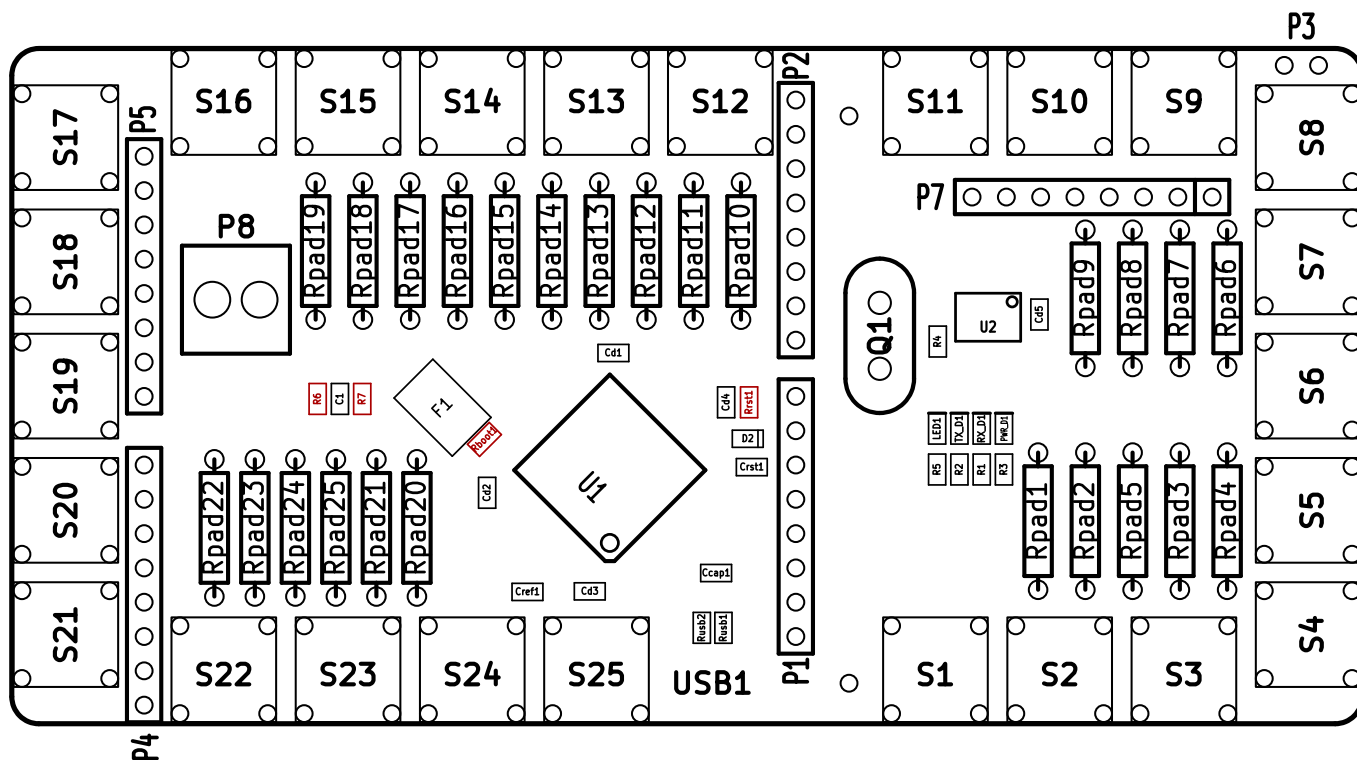 P3
S16
S15
S14
S13
S12
P2
S11
S10
S9
S8
S17
P5
P7
P8
Rpad19
Rpad18
Rpad17
Rpad16
Rpad15
Rpad14
Rpad13
Rpad12
Rpad11
Rpad10
Rpad9
Rpad8
Rpad7
Rpad6
S18
S7
Q1
U2
Cd5
R4
Cd1
S19
S6
R6
C1
R7
F1
Rboot1
Cd4
Rrst1
D2
Crst1
LED1
TX_D1
RX_D1
PWR_D1
R5
R2
R1
R3
U1
Cd2
S20
S5
Rpad22
Rpad23
Rpad24
Rpad25
Rpad21
Rpad20
Rpad1
Rpad2
Rpad5
Rpad3
Rpad4
Ccap1
Cref1
Cd3
Rusb2
Rusb1
S21
S4
S22
S23
S24
S25
USB1
P1
S1
S2
S3
P4